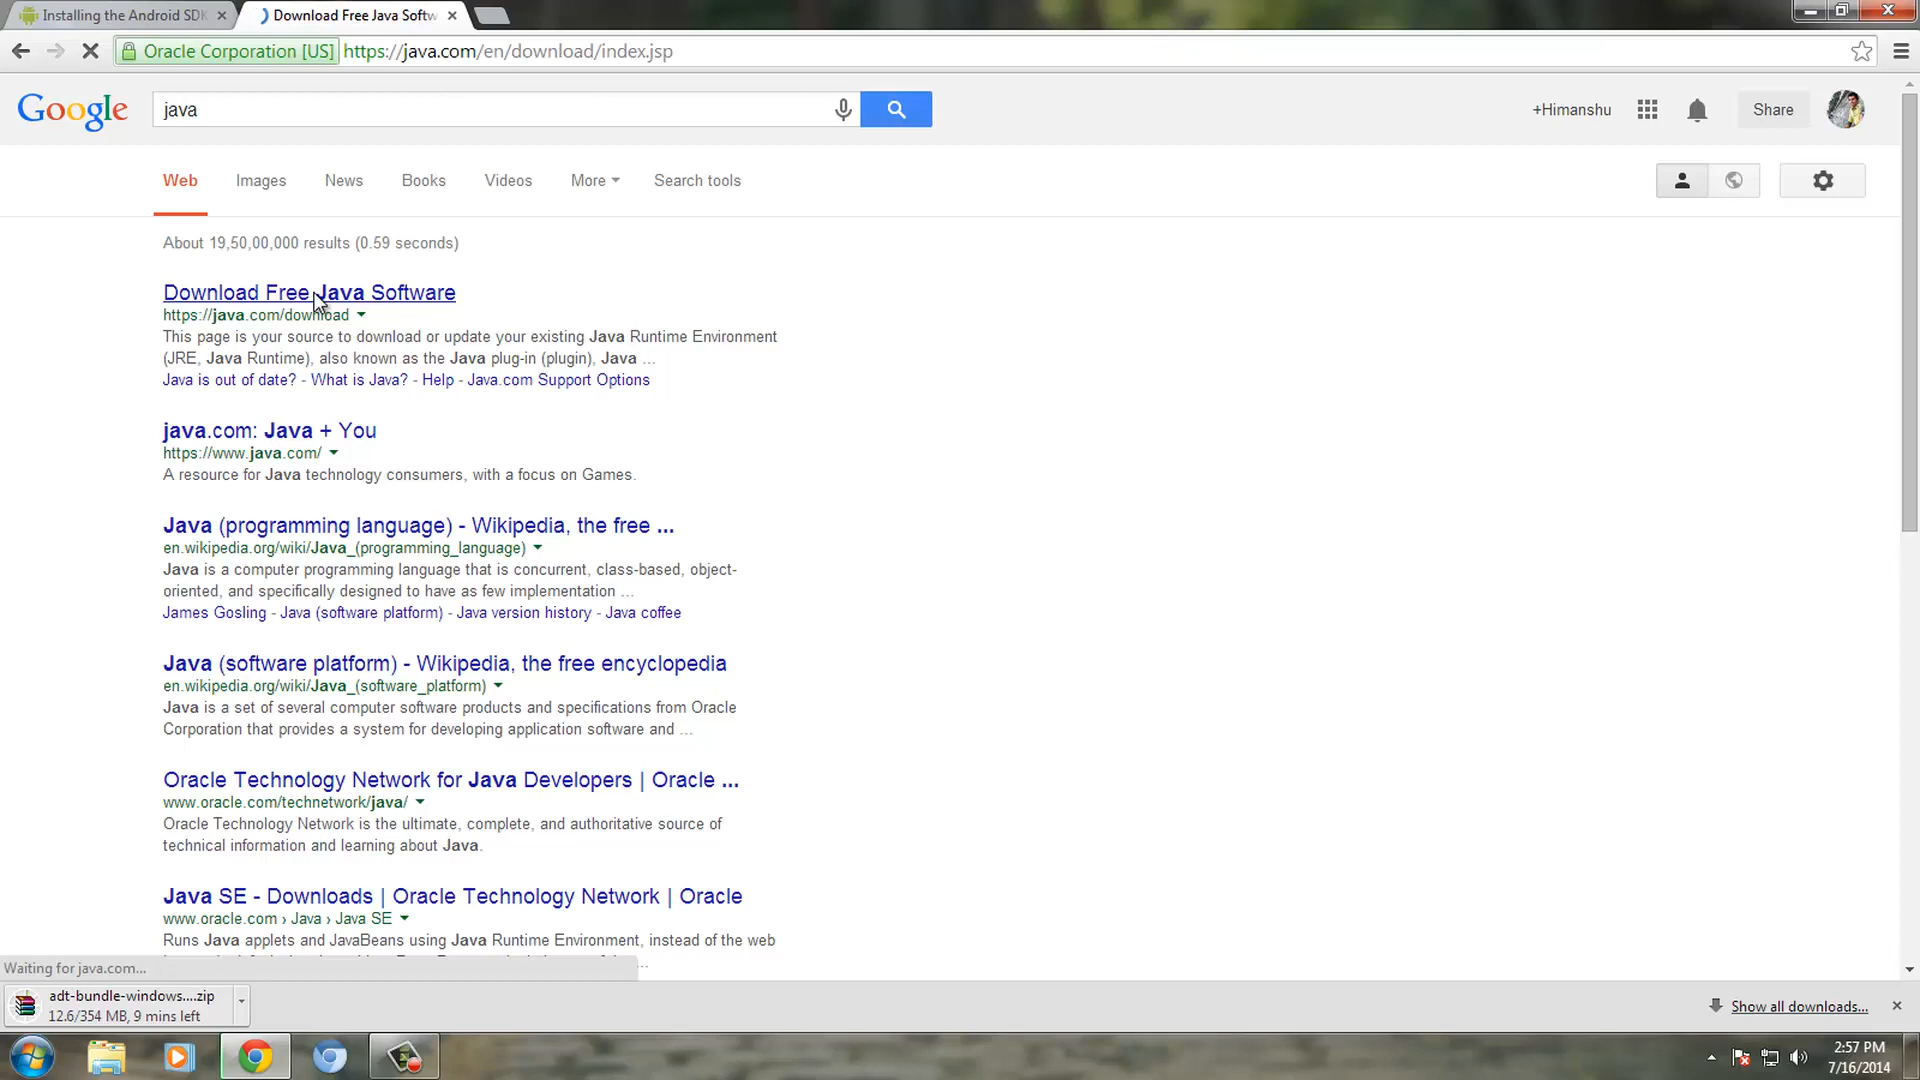 Installing the Android SDK
Download Free Java Softw
Oracle Corporation [US] https://java.com/en/download/index.jsp
Google
java
+Himanshu
Share
Web
Images
News
Books
Videos
More
Search tools
About 19,50,00,000 results (0.59 seconds)
Download Free Java Software
https://java.com/download
This page is your source to download or update your existing Java Runtime Environment
(JRE, Java Runtime), also known as the Java plug-in (plugin), Java ...
Java is out of date? - What is Java? - Help - Java.com Support Options
java.com: Java + You
https://www.java.com/
A resource for Java technology consumers, with a focus on Games.
Java (programming language) - Wikipedia, the free ...
en.wikipedia.org/wiki/Java_(programming_language)
Java is a computer programming language that is concurrent, class-based, object-
oriented, and specifically designed to have as few implementation ...
James Gosling - Java (software platform) - Java version history - Java coffee
Java (software platform) - Wikipedia, the free encyclopedia
en.wikipedia.org/wiki/Java_(software_platform)
Java is a set of several computer software products and specifications from Oracle
Corporation that provides a system for developing application software and ...
Oracle Technology Network for Java Developers | Oracle ...
www.oracle.com/technetwork/java/
Oracle Technology Network is the ultimate, complete, and authoritative source of
technical information and learning about Java.
Java SE - Downloads | Oracle Technology Network | Oracle
www.oracle.com › Java › Java SE
Runs Java applets and JavaBeans using Java Runtime Environment, instead of the web
Waiting for java.com...
adt-bundle-windows....zip
12.6/354 MB, 9 mins left
Show all downloads...
2:57 PM
7/16/2014